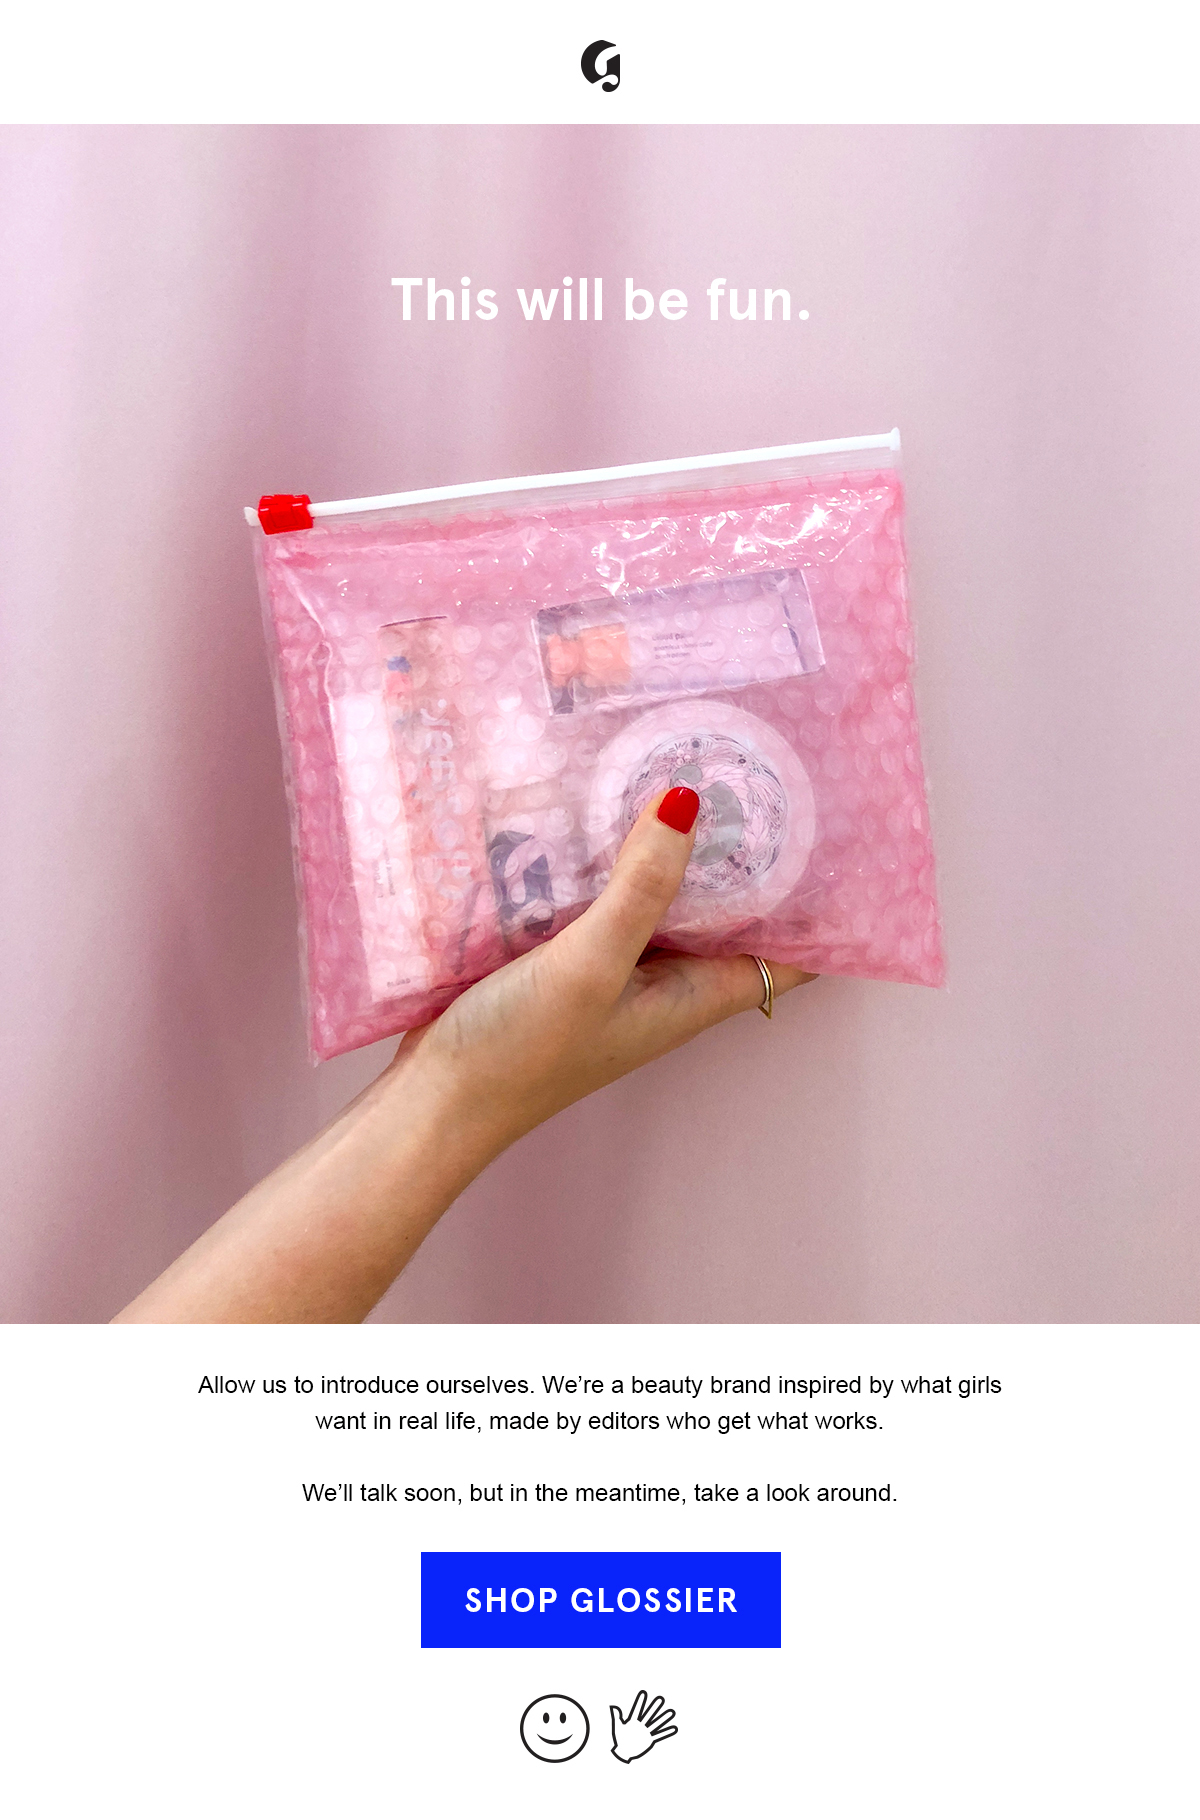 This will be fun.
Allow us to introduce ourselves. We’re a beauty brand inspired by what girls
want in real life, made by editors who get what works.
We’ll talk soon, but in the meantime, take a look around.
SHOP GLOSSIER